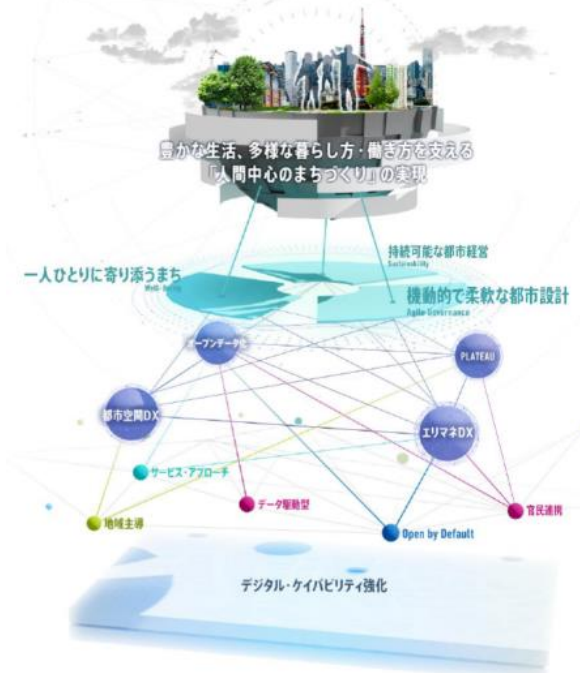 豊かな生活、多様な暮らし方・働き方を支える
「人間中心のまちづくり」の実現
持続可能な都市経営
Sustainability
一人ひとりに寄り添うまち
Well-being
機動的で柔軟な都市設計
Agile Governance
オープンデータ化
PLATEAU
都市空間DX
エリマネDX
サービス・アプローチ
データ駆動型
官民連携
地域主導
Open by Default
デジタル・ケイパビリティ強化